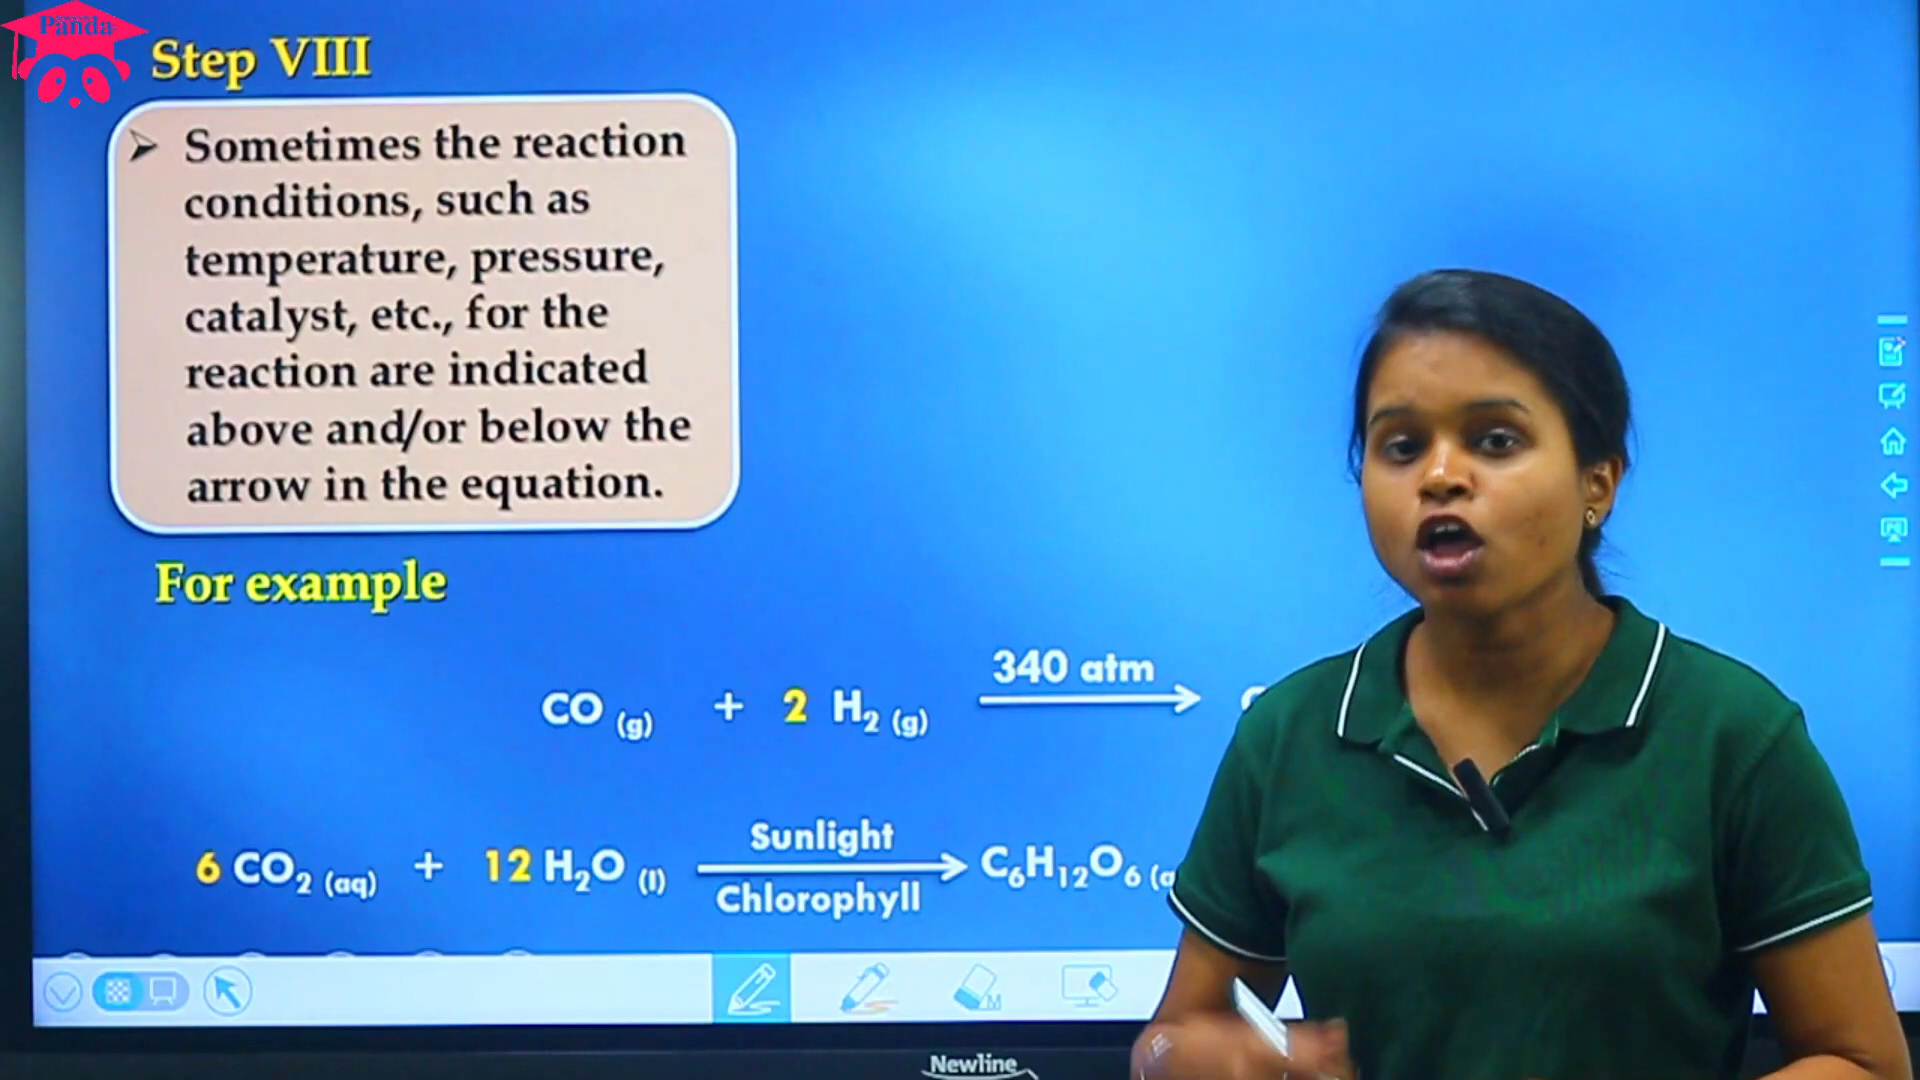 Panda
Step VIII
➢ Sometimes the reaction
conditions, such as
temperature, pressure,
catalyst, etc., for the
reaction are indicated
above and/or below the
arrow in the equation.
For example
CO (g) + 2 H₂ (g) 340 atm →
6 CO₂ (aq) + 12 H₂O (l) Sunlight → Chlorophyll C₆H₁₂O₆
M
Newline